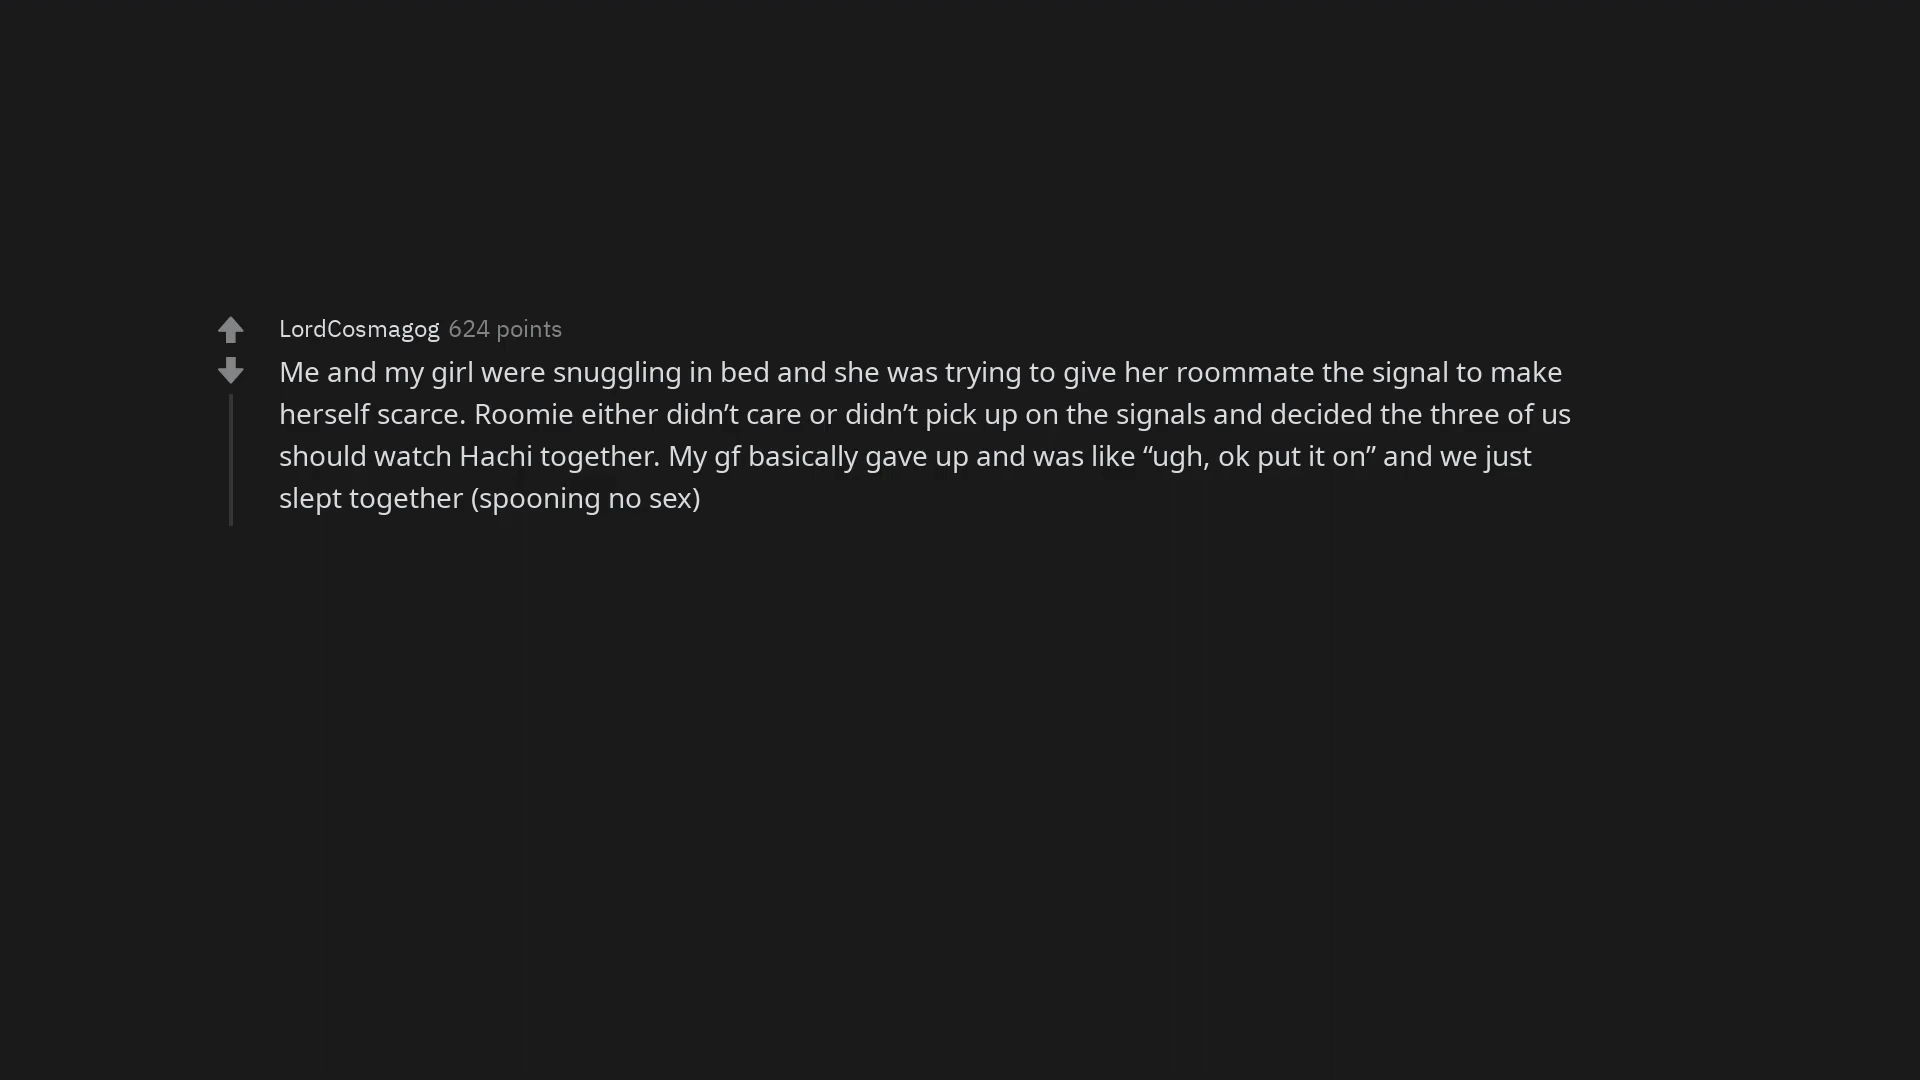 LordCosmagog 624 points
Me and my girl were snuggling in bed and she was trying to give her roommate the signal to make
herself scarce. Roomie either didn’t care or didn’t pick up on the signals and decided the three of us
should watch Hachi together. My gf basically gave up and was like “ugh, ok put it on” and we just
slept together (spooning no sex)